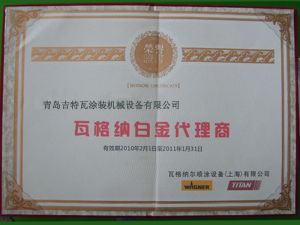 荣誉
证书
青岛吉特瓦涂装机械设备有限公司
瓦格纳白金代理商
有效期2010年2月1日至2011年1月31日
瓦格纳尔喷涂设备(上海)有限公司
WAGNER TITAN